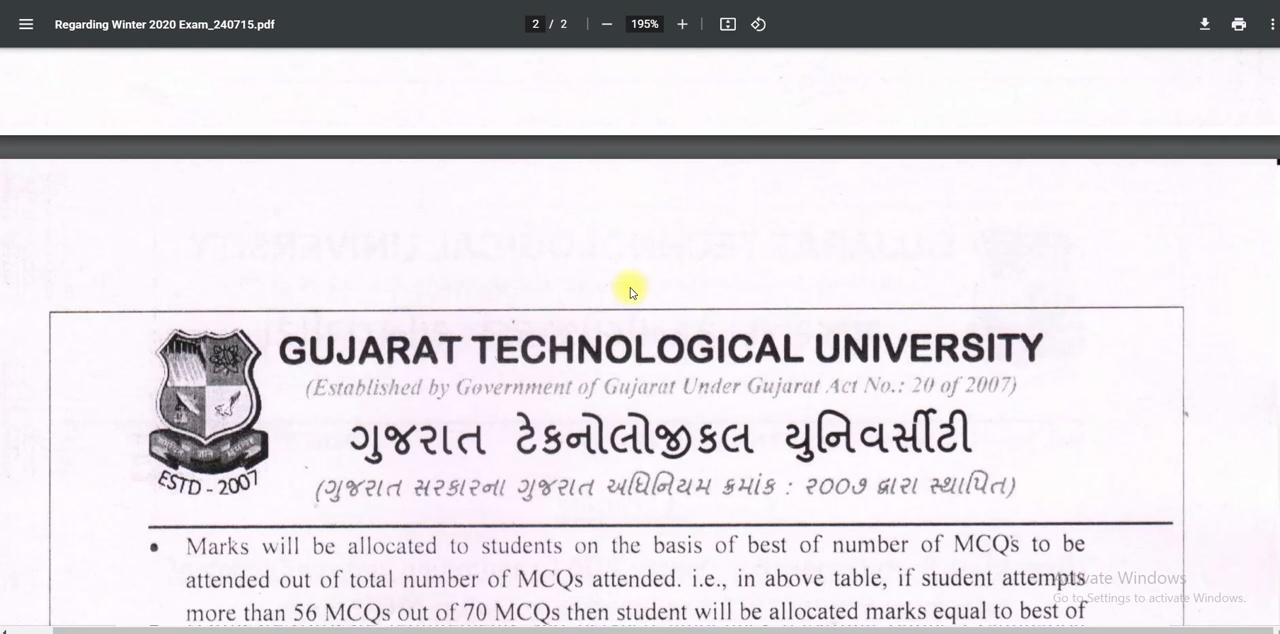 Regarding Winter 2020 Exam_240715.pdf
2 / 2
195%
GUJARAT TECHNOLOGICAL UNIVERSITY
(Established by Government of Gujarat Under Gujarat Act No.: 20 of 2007)
ગુજરાત ટેકનોલોજીકલ યુનિવર્સીટી
(ગુજરાત સરકારના ગુજરાત અધિનિયમ ક્રમાંક : ૨૦૦૭ દ્વારા સ્થાપિત)
ESTD - 2007
• Marks will be allocated to students on the basis of best of number of MCQs to be
attended out of total number of MCQs attended. i.e., in above table, if student attempts
more than 56 MCQs out of 70 MCQs then student will be allocated marks equal to best of
Activate Windows
Go to Settings to activate Windows.